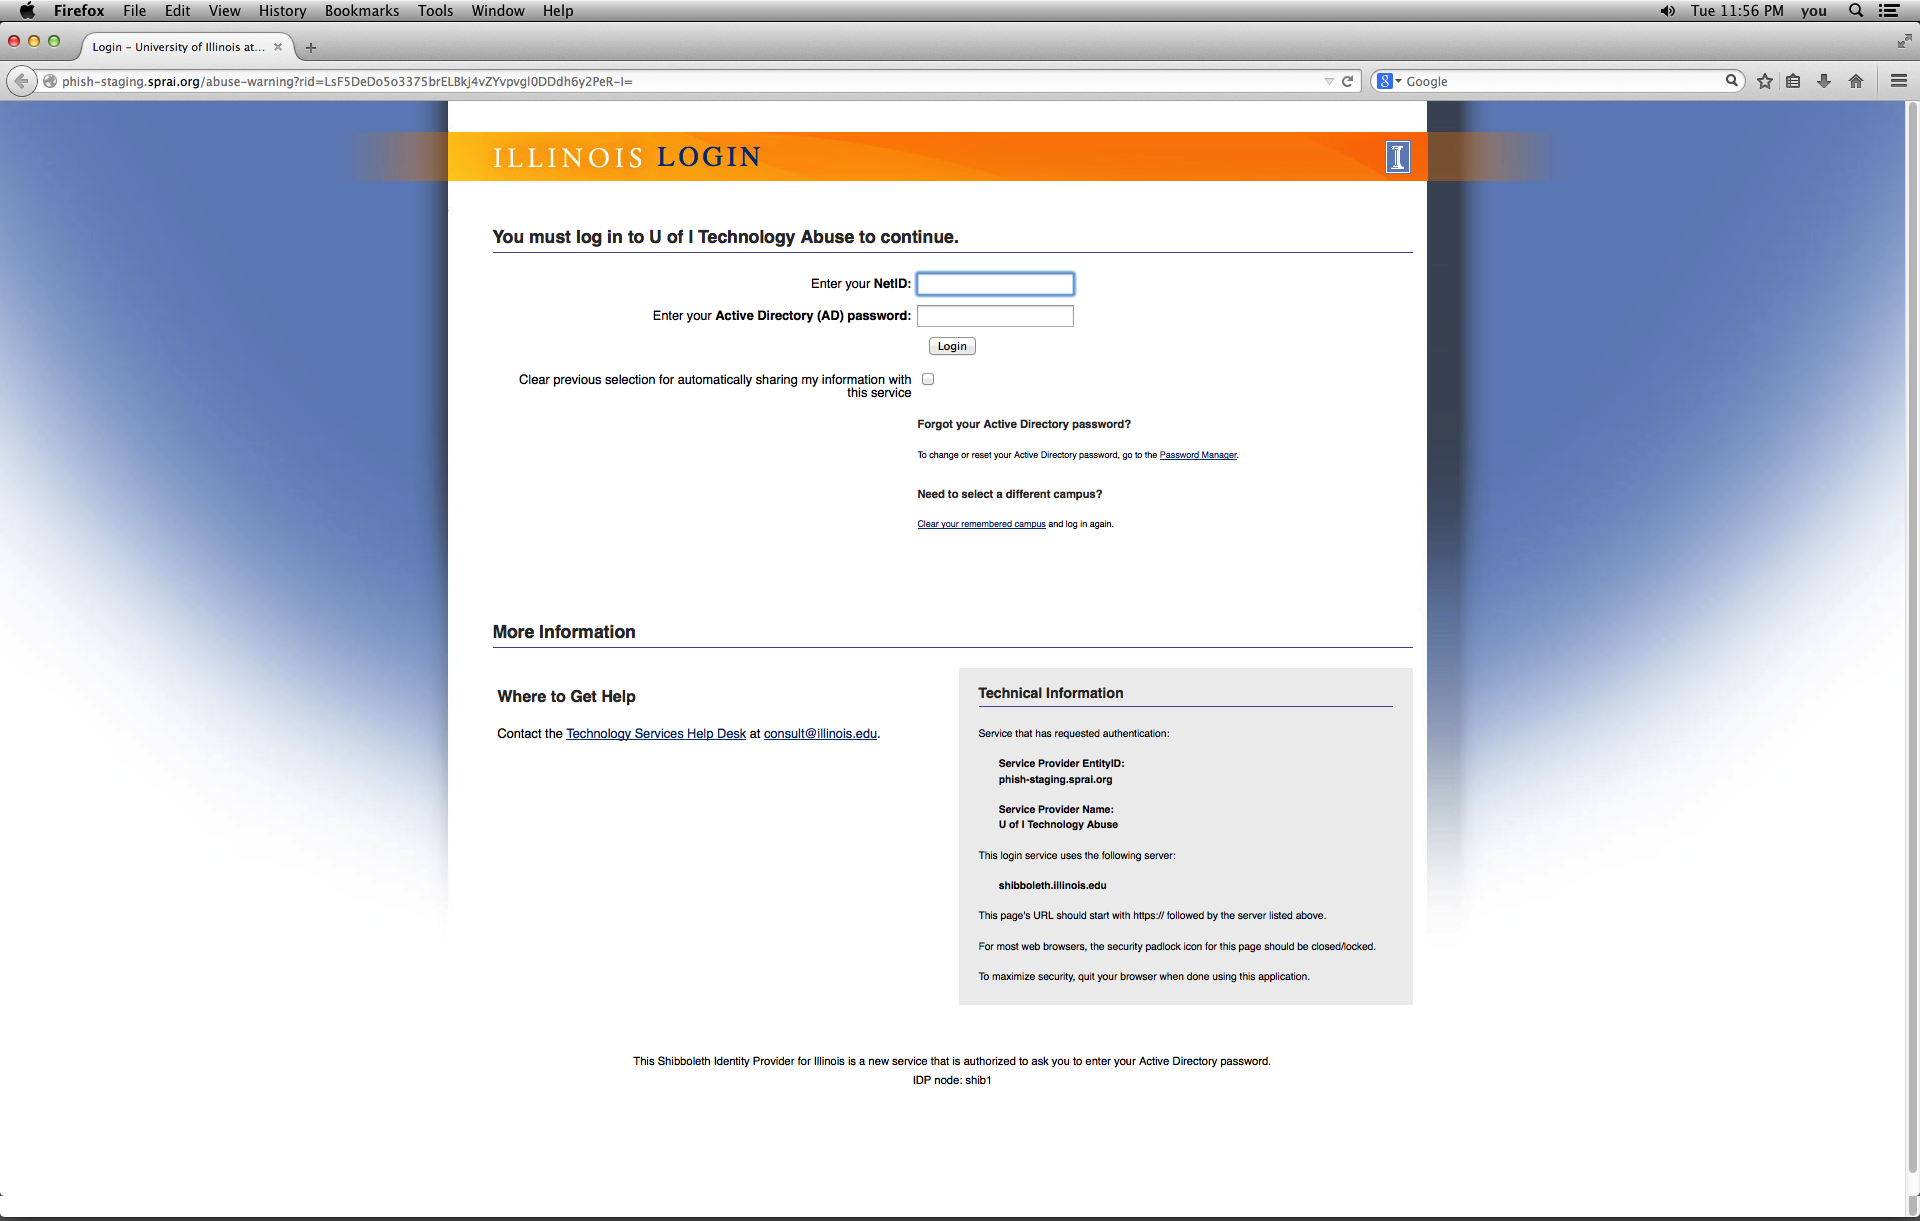 Firefox File Edit View History Bookmarks Tools Window Help Tue 11:56 PM you
Login – University of Illinois at...
phish-staging.sprai.org/abuse-warning?rid=LsF5DeDo5o3375brELBkj4vZYvpvgl0DDdh6y2PeR-I= Google
ILLINOIS LOGIN
You must log in to U of I Technology Abuse to continue.
Enter your NetID:
Enter your Active Directory (AD) password:
Login
Clear previous selection for automatically sharing my information with
this service
Forgot your Active Directory password?
To change or reset your Active Directory password, go to the Password Manager.
Need to select a different campus?
Clear your remembered campus and log in again.
More Information
Where to Get Help
Contact the Technology Services Help Desk at consult@illinois.edu.
Technical Information
Service that has requested authentication:
Service Provider EntityID:
phish-staging.sprai.org
Service Provider Name:
U of I Technology Abuse
This login service uses the following server:
shibboleth.illinois.edu
This page's URL should start with https:// followed by the server listed above.
For most web browsers, the security padlock icon for this page should be closed/locked.
To maximize security, quit your browser when done using this application.
This Shibboleth Identity Provider for Illinois is a new service that is authorized to ask you to enter your Active Directory password.
IDP node: shib1